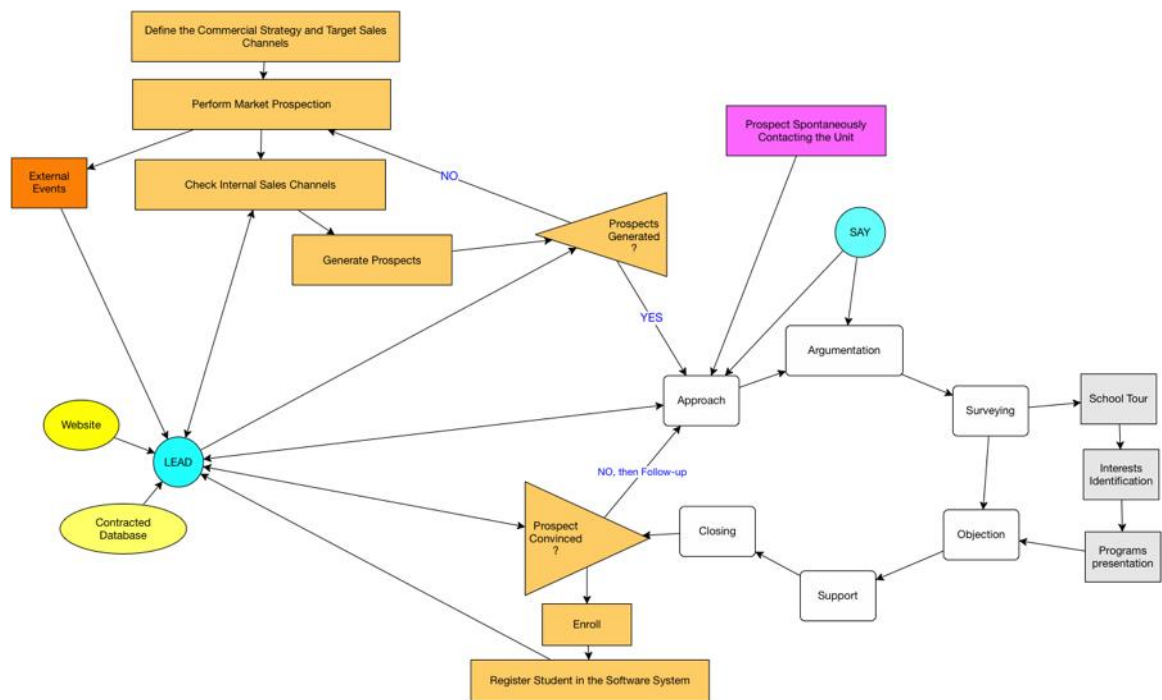 Define the Commercial Strategy and Target Sales
Channels
Perform Market Prospection
Prospect Spontaneously
Contacting the Unit
External
Events
Check Internal Sales Channels
NO
Prospects
Generated
?
SAY
Generate Prospects
YES
Argumentation
Approach
Surveying
School Tour
Website
LEAD
NO, then Follow-up
Interests
Identification
Contracted
Database
Prospect
Convinced
?
Closing
Objection
Programs
presentation
Support
Enroll
Register Student in the Software System